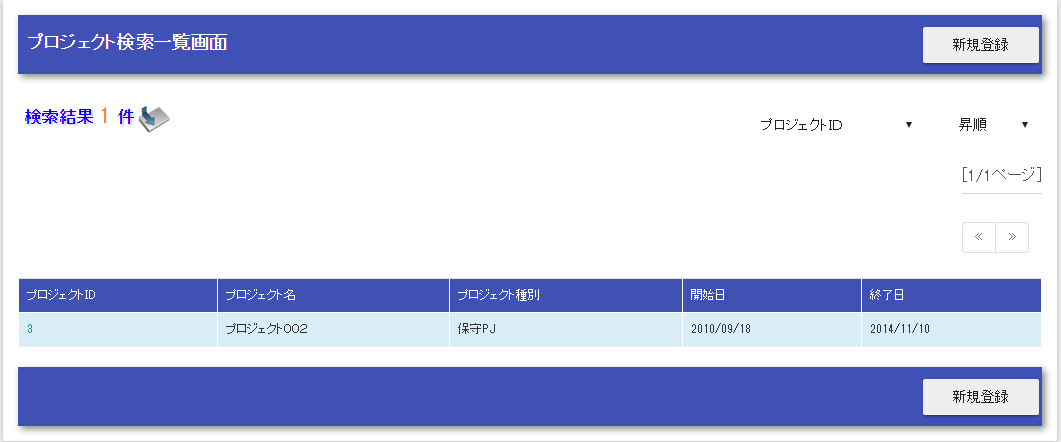 プロジェクト検索一覧画面
新規登録
検索結果 1 件
プロジェクトID ▼ 昇順 ▼
[1/1ページ]
« »
プロジェクトID プロジェクト名 プロジェクト種別 開始日 終了日
3 プロジェクト002 保守PJ 2010/09/18 2014/11/10
新規登録